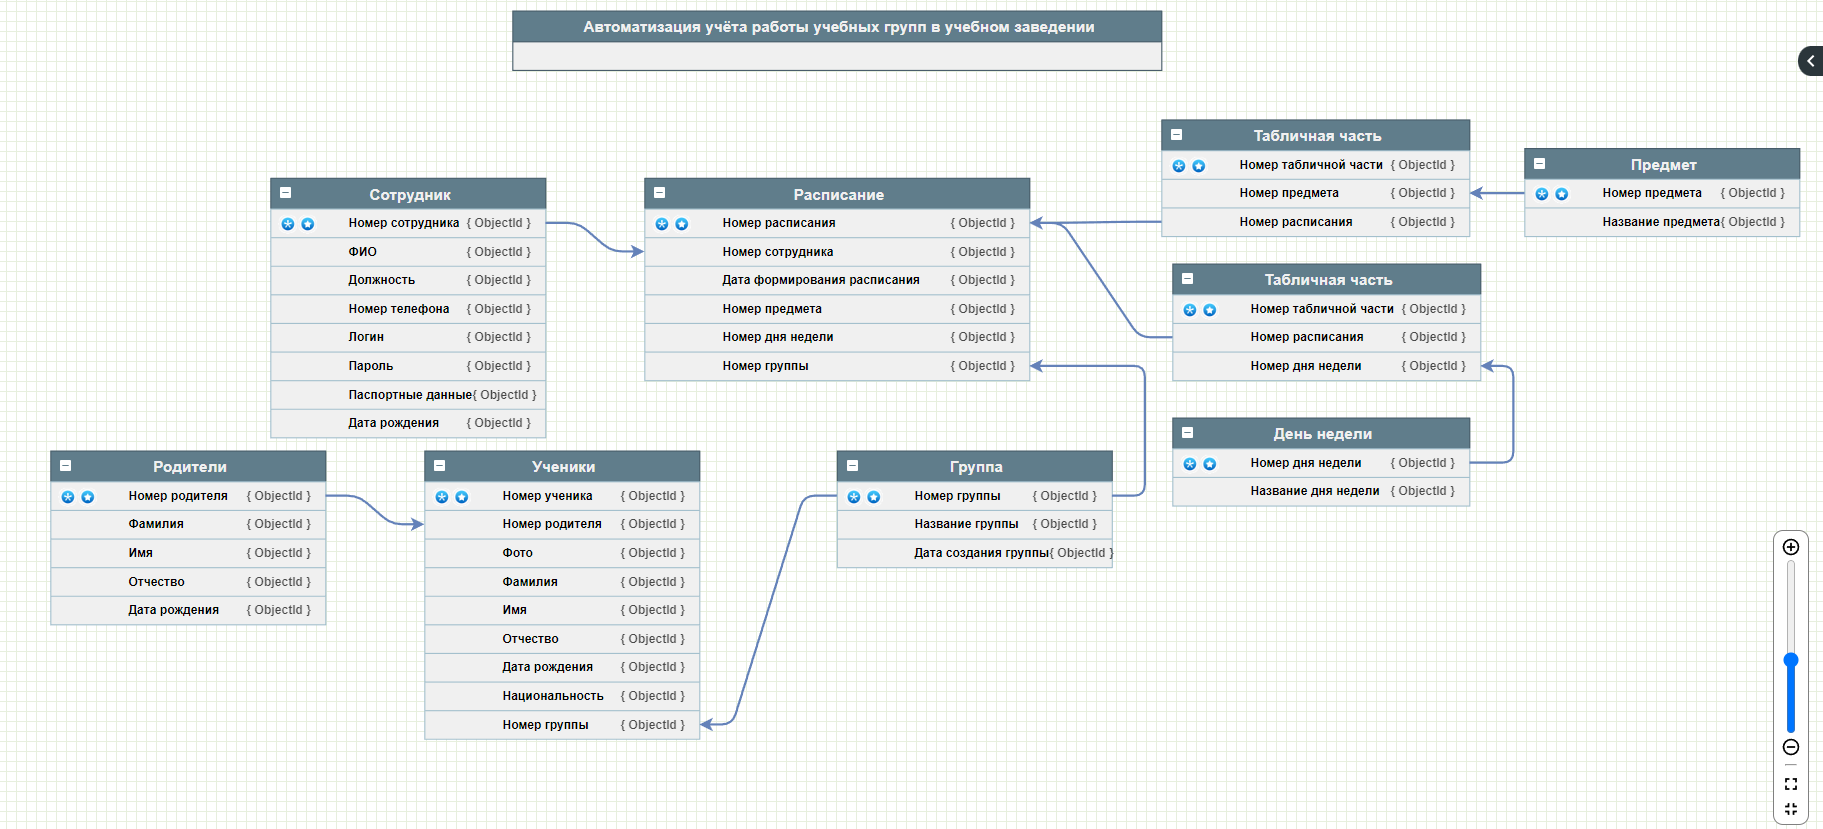 Автоматизация учёта работы учебных групп в учебном заведении
Табличная часть
Номер табличной части { ObjectId }
Номер предмета { ObjectId }
Номер расписания { ObjectId }
Предмет
Номер предмета { ObjectId }
Название предмета{ ObjectId }
Сотрудник
Номер сотрудника { ObjectId }
ФИО { ObjectId }
Должность { ObjectId }
Номер телефона { ObjectId }
Логин { ObjectId }
Пароль { ObjectId }
Паспортные данные{ ObjectId }
Дата рождения { ObjectId }
Расписание
Номер расписания { ObjectId }
Номер сотрудника { ObjectId }
Дата формирования расписания { ObjectId }
Номер предмета { ObjectId }
Номер дня недели { ObjectId }
Номер группы { ObjectId }
Табличная часть
Номер табличной части { ObjectId }
Номер расписания { ObjectId }
Номер дня недели { ObjectId }
День недели
Номер дня недели { ObjectId }
Название дня недели { ObjectId }
Родители
Номер родителя { ObjectId }
Фамилия { ObjectId }
Имя { ObjectId }
Отчество { ObjectId }
Дата рождения { ObjectId }
Ученики
Номер ученика { ObjectId }
Номер родителя { ObjectId }
Фото { ObjectId }
Фамилия { ObjectId }
Имя { ObjectId }
Отчество { ObjectId }
Дата рождения { ObjectId }
Национальность { ObjectId }
Номер группы { ObjectId }
Группа
Номер группы { ObjectId }
Название группы { ObjectId }
Дата создания группы{ ObjectId }